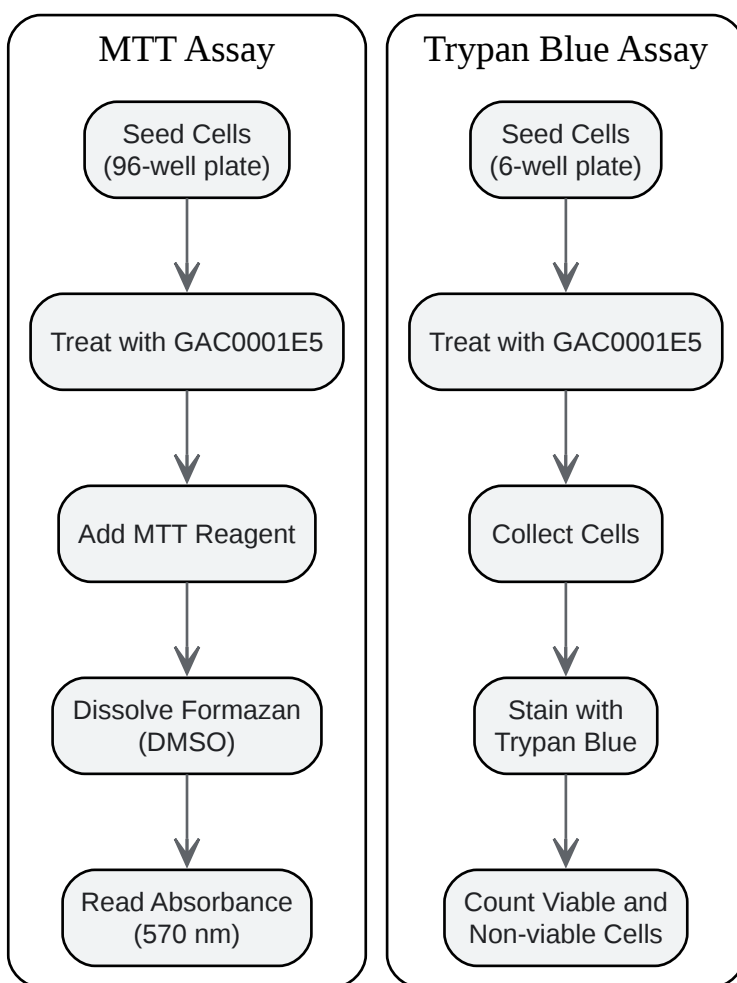 MTT Assay
Seed Cells
(96-well plate)
Treat with GAC0001E5
Add MTT Reagent
Dissolve Formazan
(DMSO)
Read Absorbance
(570 nm)
Trypan Blue Assay
Seed Cells
(6-well plate)
Treat with GAC0001E5
Collect Cells
Stain with
Trypan Blue
Count Viable and
Non-viable Cells